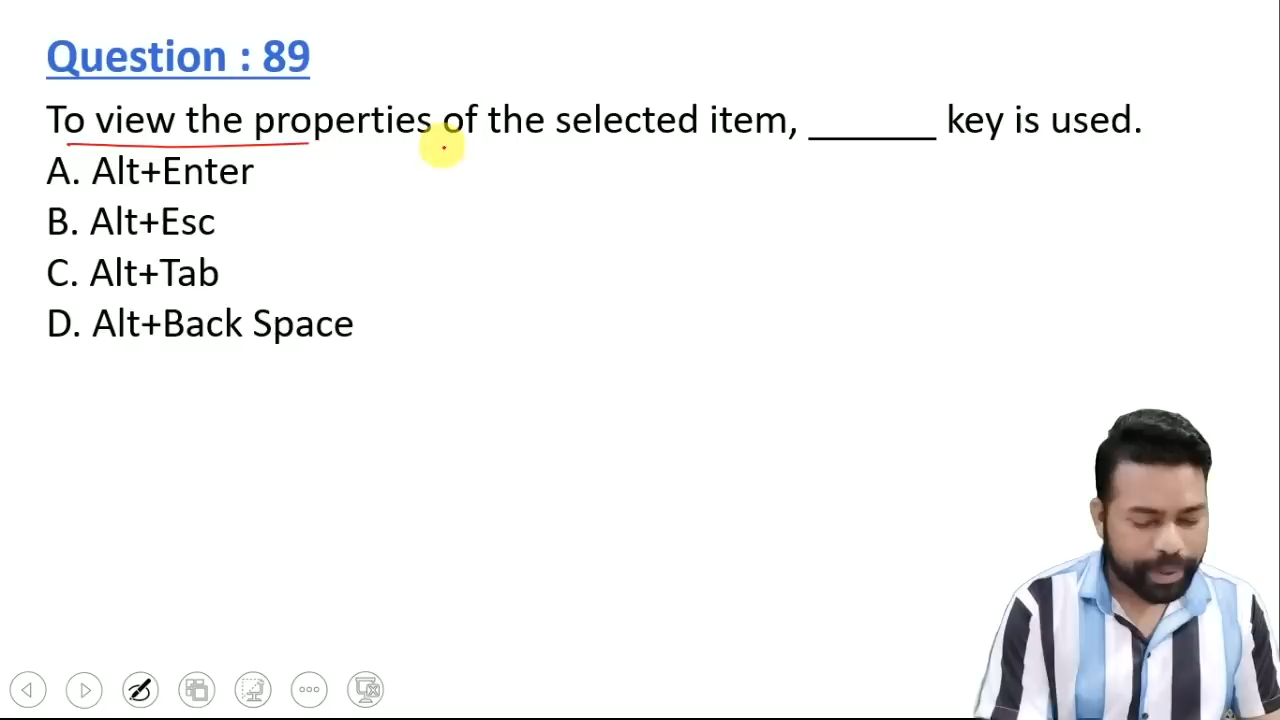 Question : 89
To view the properties of the selected item, ______ key is used.
A. Alt+Enter
B. Alt+Esc
C. Alt+Tab
D. Alt+Back Space